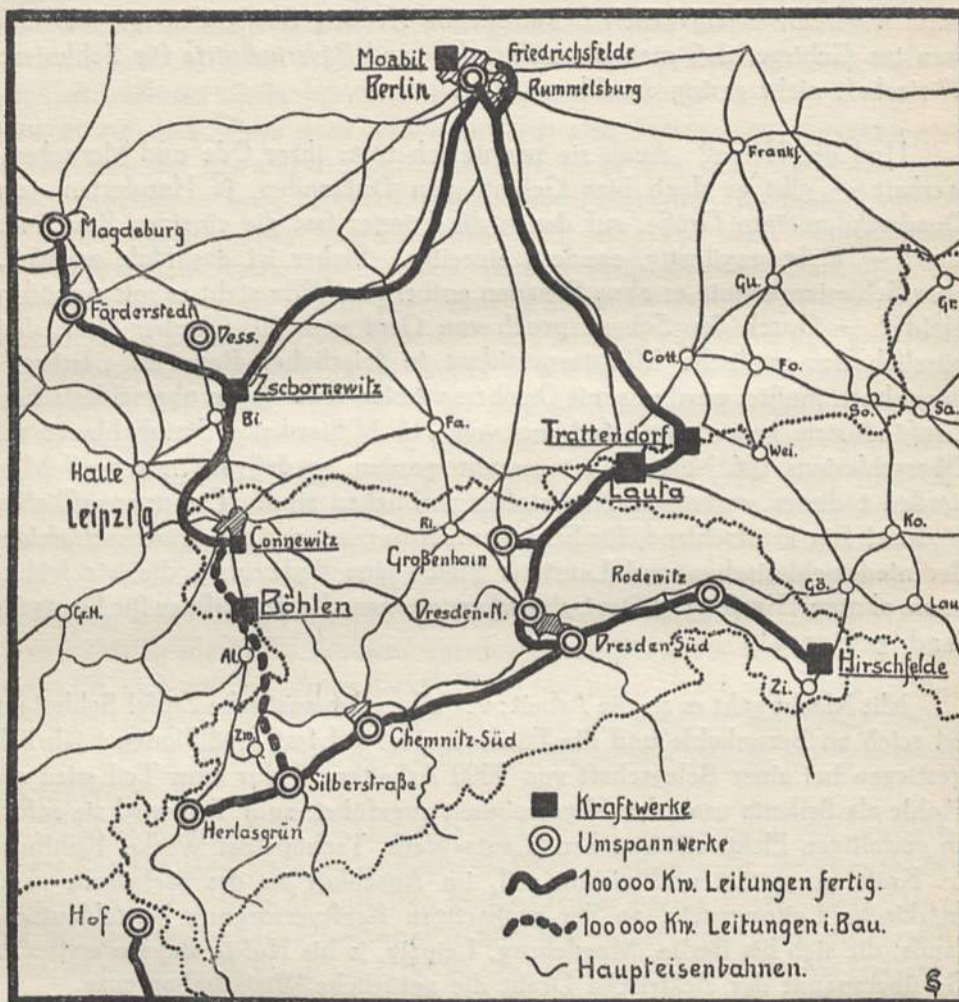 Moabit
Berlin
Friedrichsfelde
Rummelsburg
Frankf.
Magdeburg
Gu.
Gr.
Förderstedt
Dess.
Cott.
Fo.
Zschornewitz
So.
Sa.
Bi.
Fa.
Trattendorf
Wei.
Halle
Lauta
Leipzig
Connewitz
Ri.
Ko.
Großenhain
Rodewitz
Gö.
Böhlen
Dresden-N.
Lau.
Gr.H.
Dresden-Süd
Hirschfelde
Al.
Zi.
Chemnitz-Süd
Zw.
Silberstraße
Herlasgrün
Kraftwerke
Umspannwerke
100 000 Kw. Leitungen fertig.
Hof
100 000 Kw. Leitungen i. Bau.
Haupteisenbahnen.